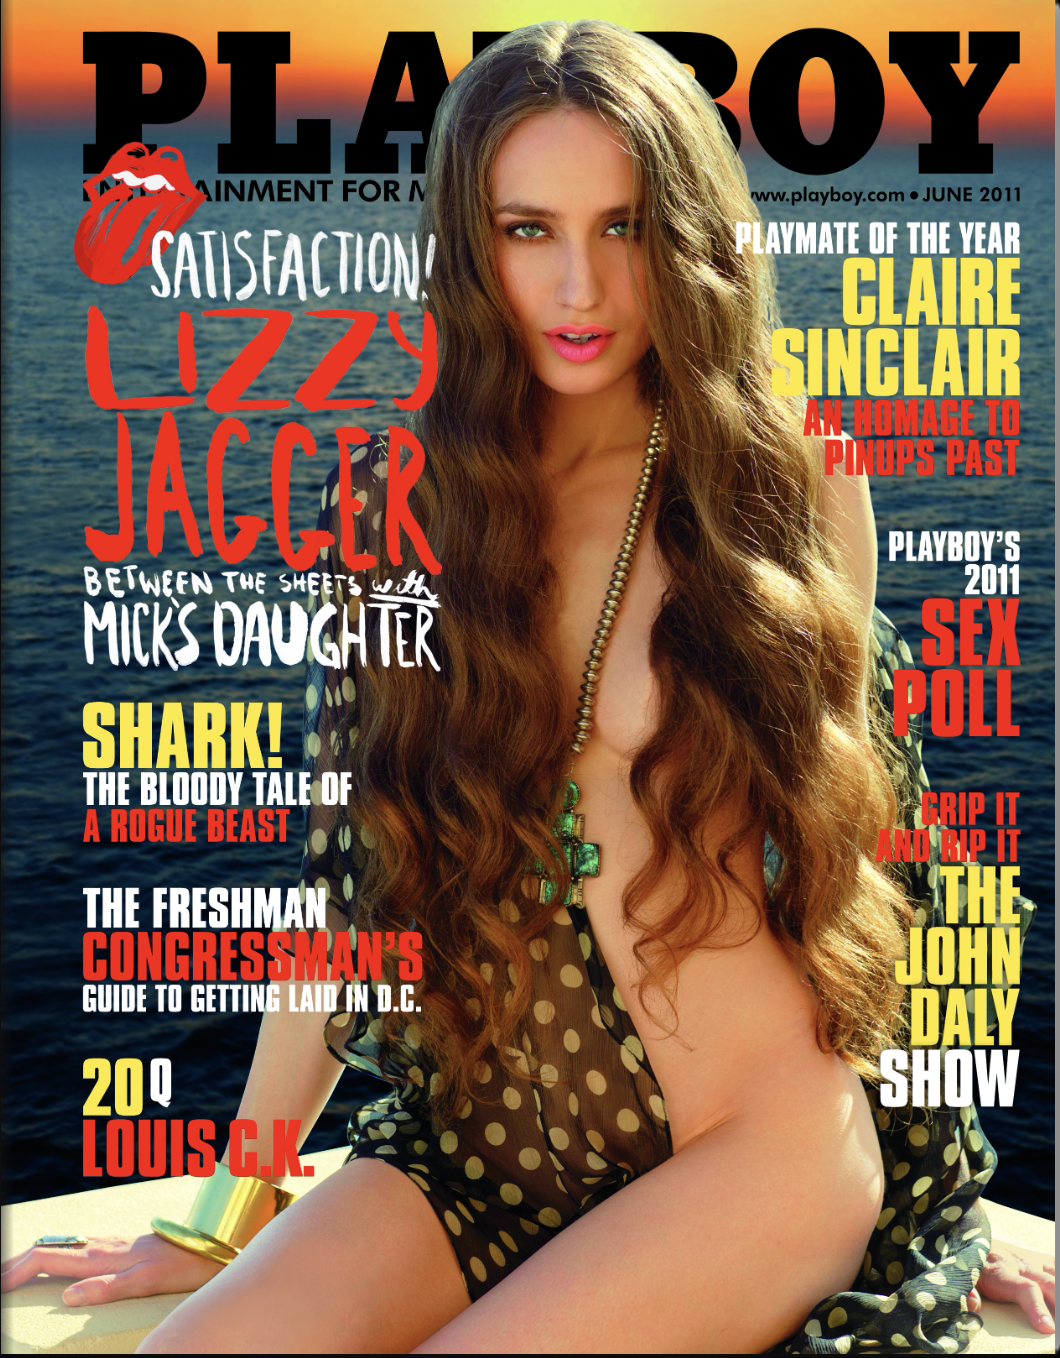 PLAYBOY
ENTERTAINMENT FOR M www.playboy.com • JUNE 2011
SATISFACTION!
LIZZY
JAGGER
BETWEEN THE SHEETS with
MICK'S DAUGHTER
SHARK!
THE BLOODY TALE OF
A ROGUE BEAST
THE FRESHMAN
CONGRESSMAN'S
GUIDE TO GETTING LAID IN D.C.
20Q
LOUIS C.K.
PLAYMATE OF THE YEAR
CLAIRE
SINCLAIR
AN HOMAGE TO
PINUPS PAST
PLAYBOY'S
2011
SEX
POLL
GRIP IT
AND RIP IT
THE
JOHN
DALY
SHOW